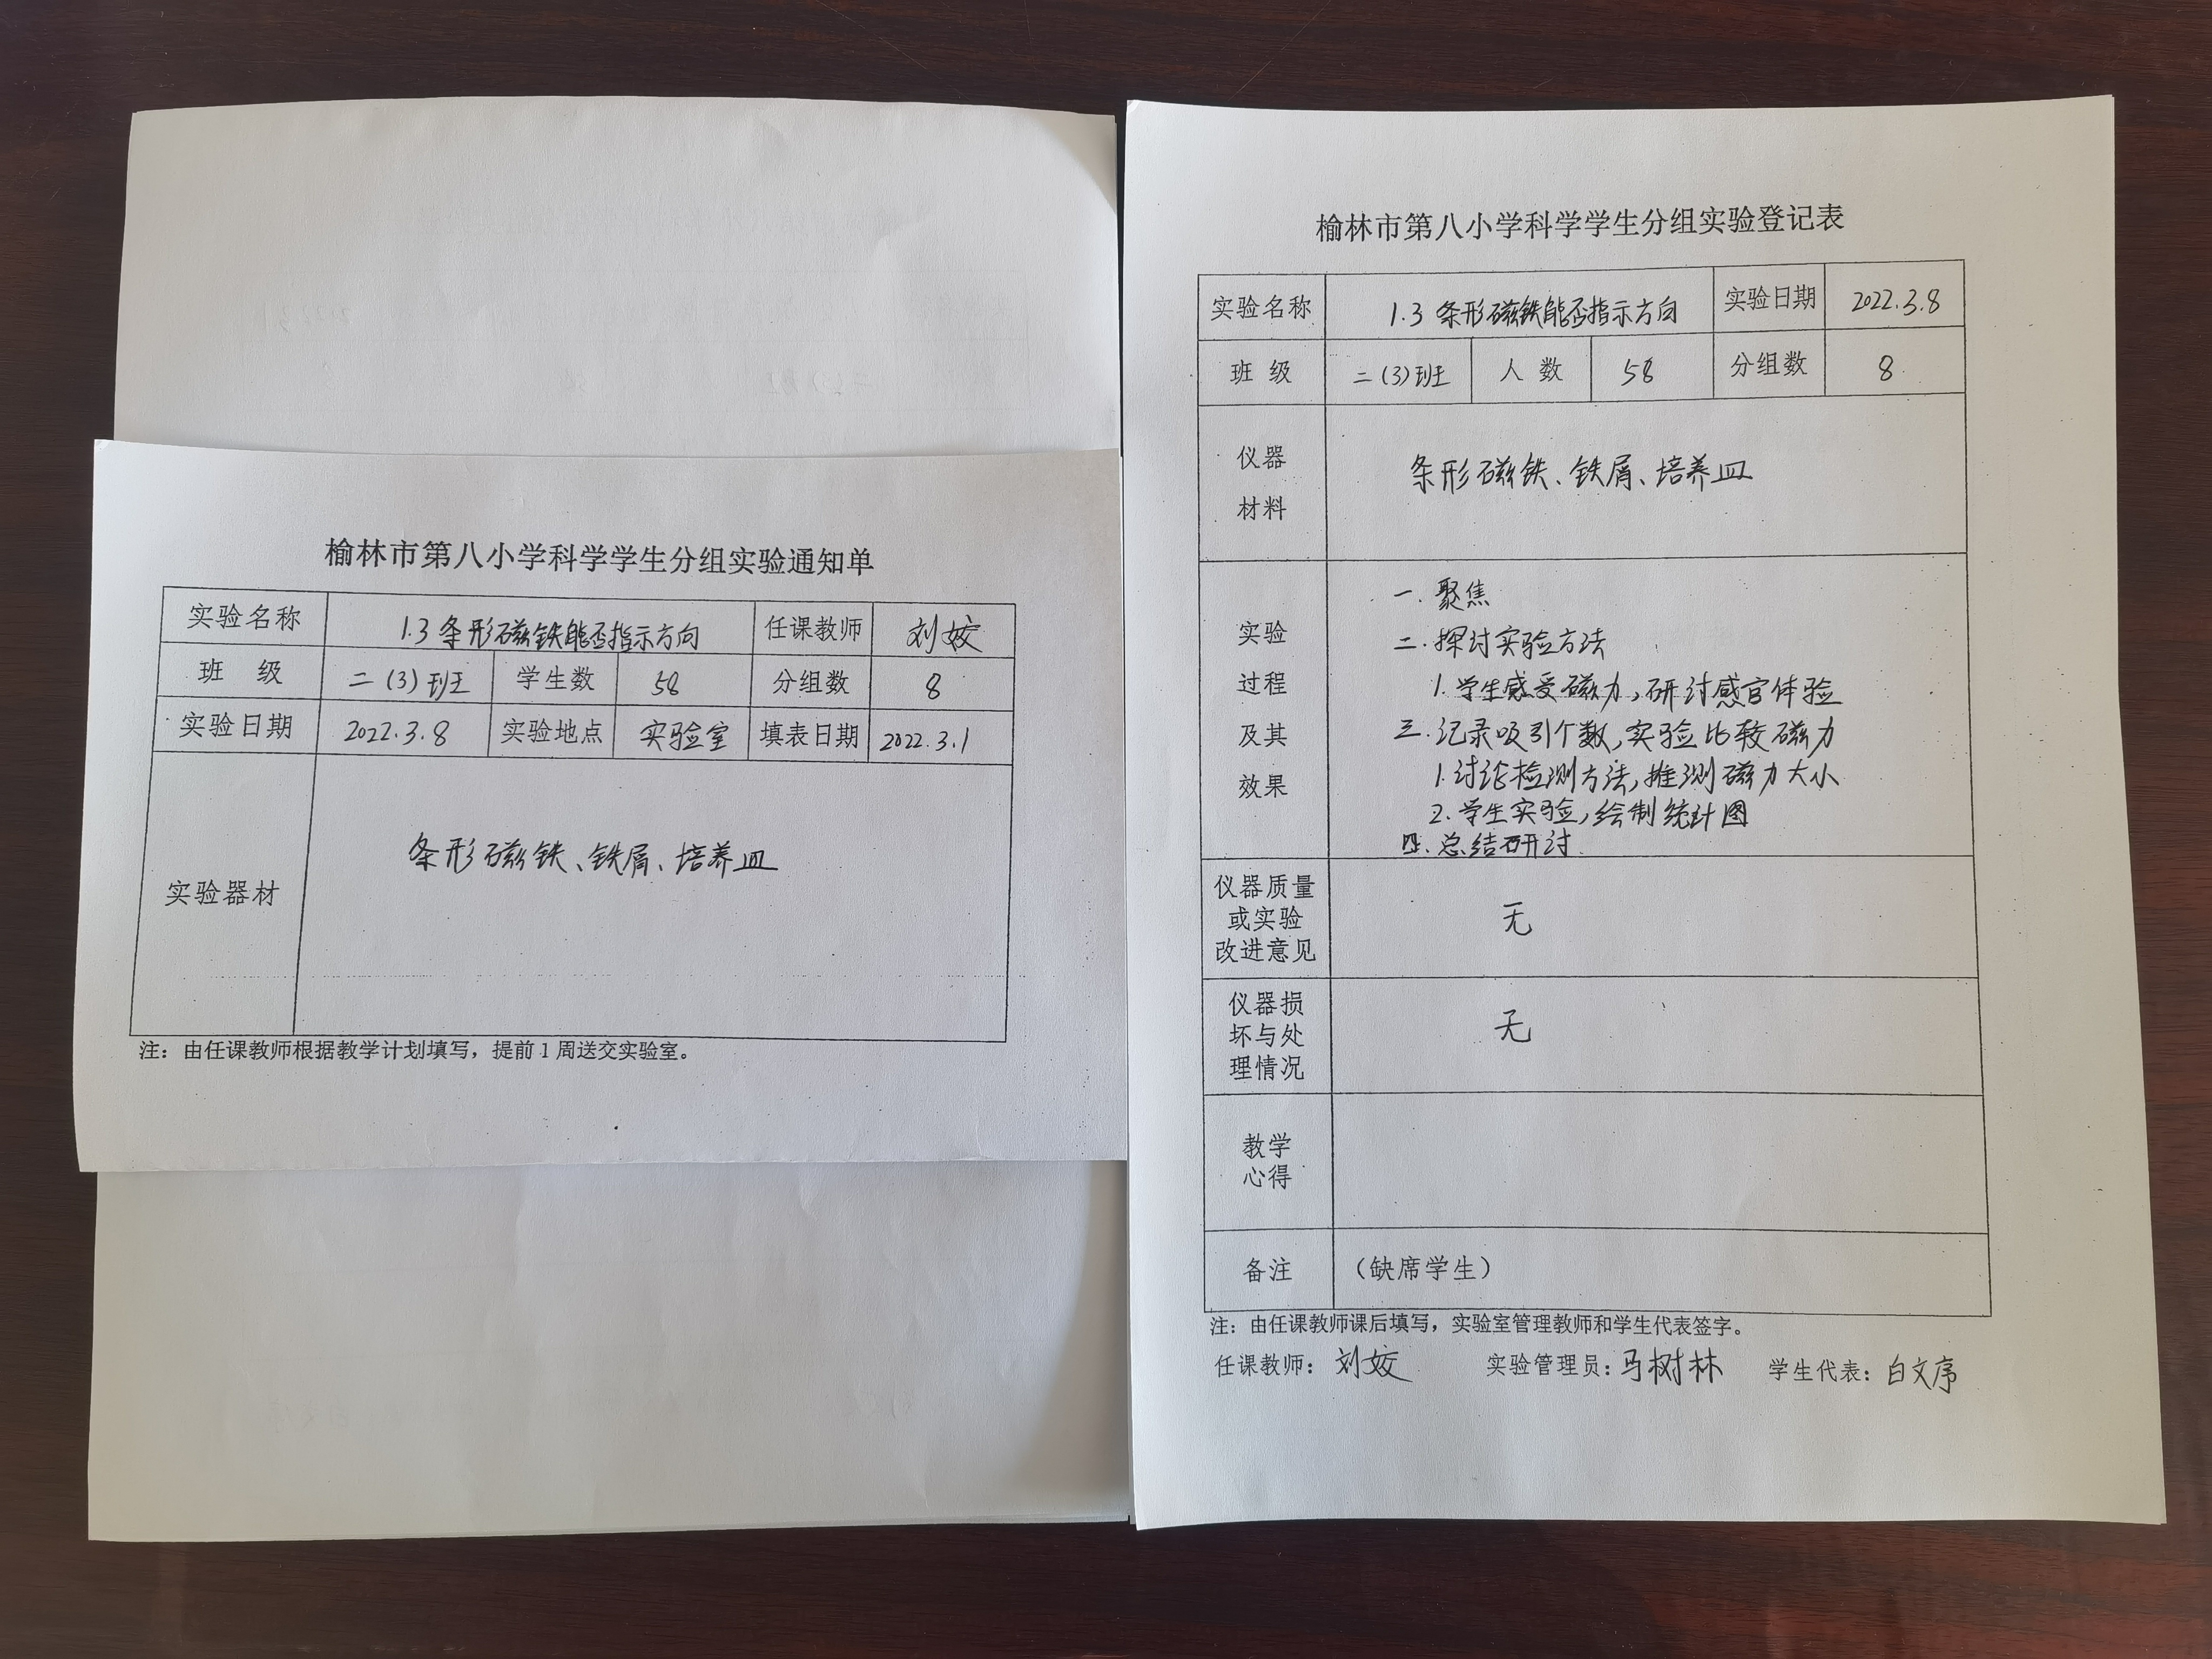 榆林市第八小学科学学生分组实验通知单
实验名称 1.3 条形磁铁能否指示方向 任课教师 刘姣
班 级 二(3)班 学生数 58 分组数 8
实验日期 2022.3.8 实验地点 实验室 填表日期 2022.3.1
实验器材 条形磁铁、铁屑、培养皿
注：由任课教师根据教学计划填写，提前1周送交实验室。
榆林市第八小学科学学生分组实验登记表
实验名称 1.3 条形磁铁能否指示方向 实验日期 2022.3.8
班 级 二(3)班 人 数 58 分组数 8
仪器
材料
条形磁铁、铁屑、培养皿
实验
过程
及其
效果
一.聚焦
二.探讨实验方法
1.学生感受磁力,研讨感官体验
三.记录吸引个数,实验比较磁力
1.讨论检测方法,推测磁力大小
2.学生实验,绘制统计图
四.总结研讨
仪器质量
或实验
改进意见
无
仪器损
坏与处
理情况
无
教学
心得
备注 （缺席学生）
注：由任课教师课后填写，实验室管理教师和学生代表签字。
任课教师：刘姣 实验管理员：马树林 学生代表：白文序